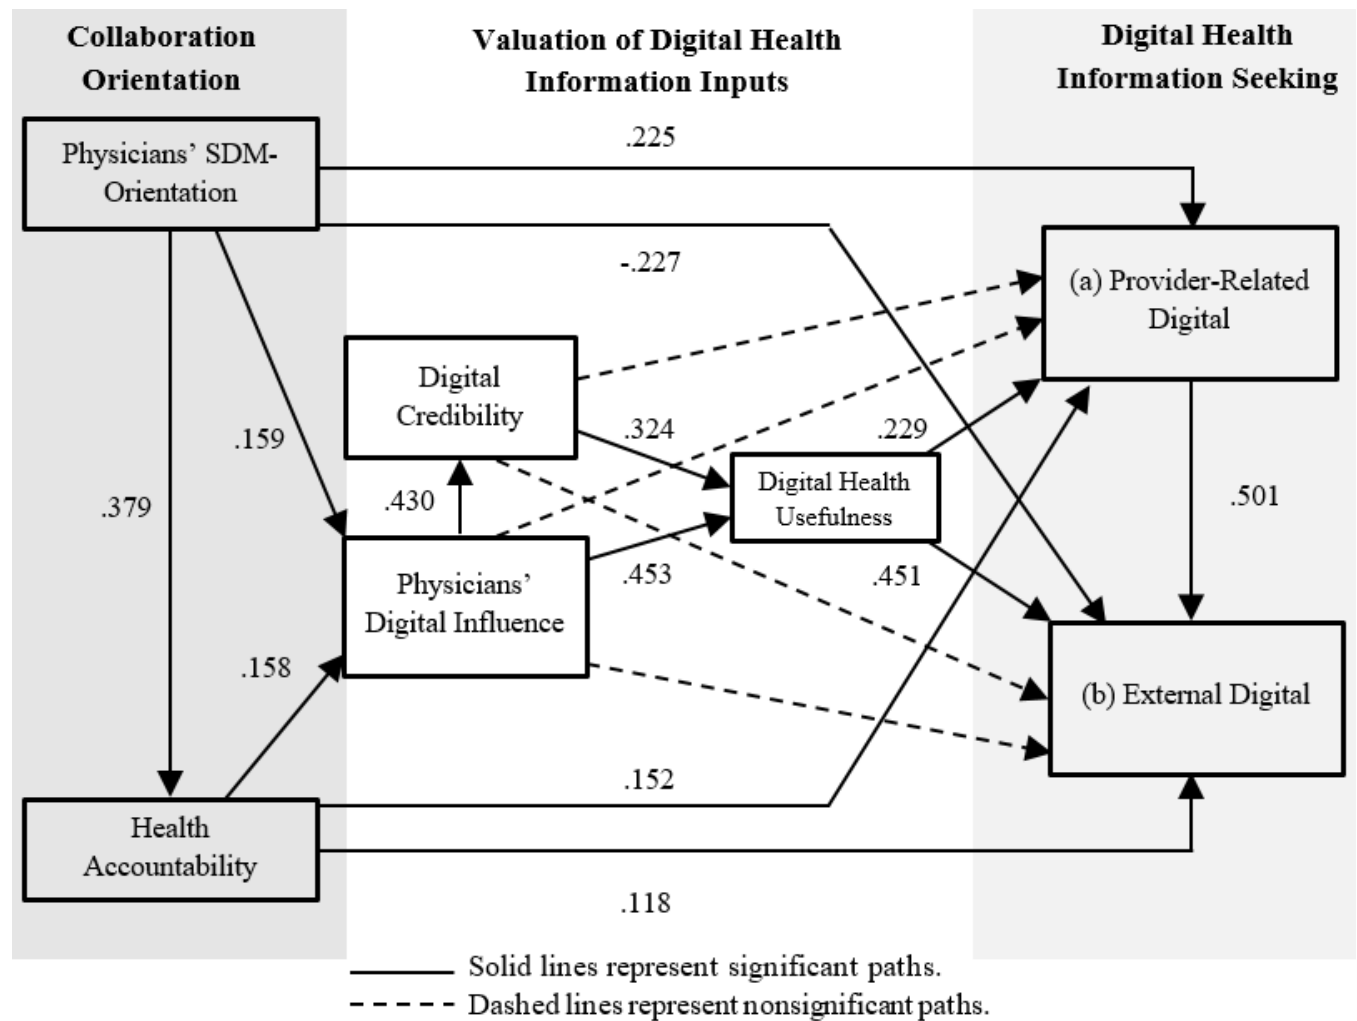 Collaboration
Orientation
Valuation of Digital Health
Information Inputs
Digital Health
Information Seeking
Physicians’ SDM-
Orientation
.225
-.227
(a) Provider-Related
Digital
Digital
Credibility
.159
.324
.229
.379
.430
Digital Health
Usefulness
.501
Physicians’
Digital Influence
.453
.451
.158
(b) External Digital
.152
Health
Accountability
.118
Solid lines represent significant paths.
Dashed lines represent nonsignificant paths.